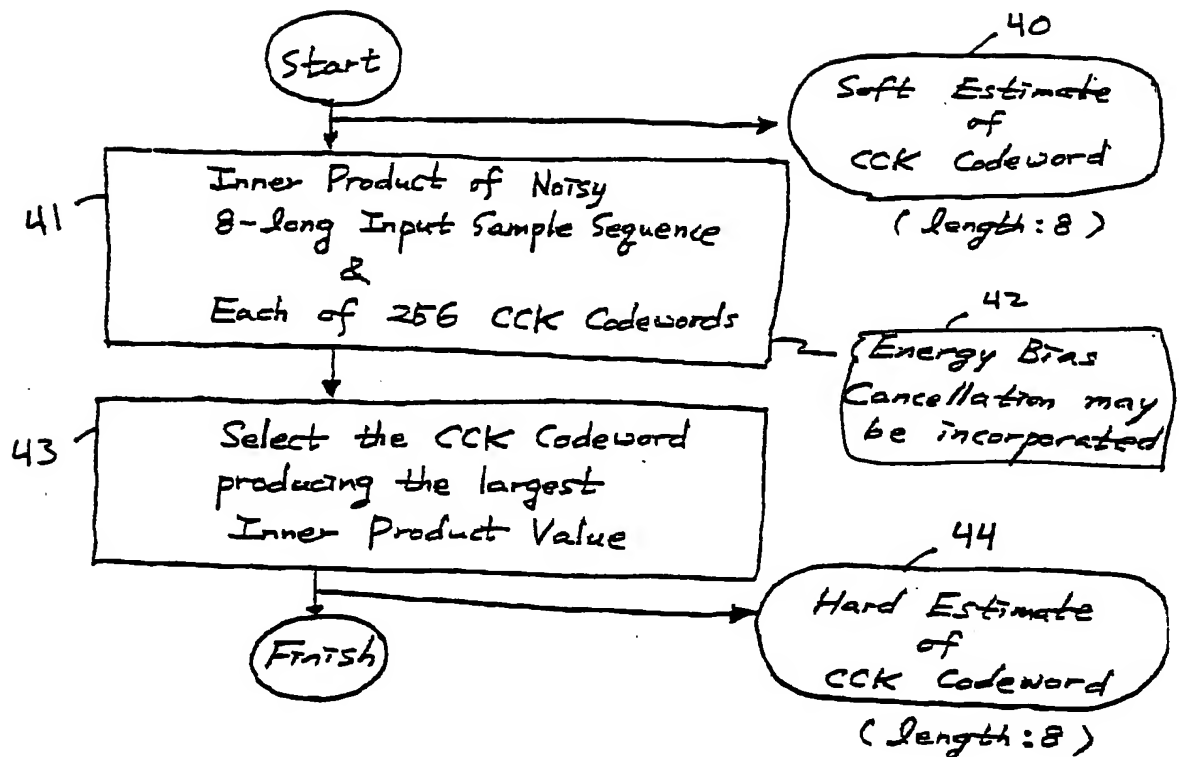 Start
40
Soft Estimate
of
CCK Codeword
(length:8)
41
Inner Product of Noisy
8-long Input Sample Sequence
&
Each of 256 CCK Codewords
42
Energy Bias
Cancellation may
be incorporated
43
Select the CCK Codeword
producing the largest
Inner Product Value
44
Hard Estimate
of
CCK Codeword
(length:8)
Finish